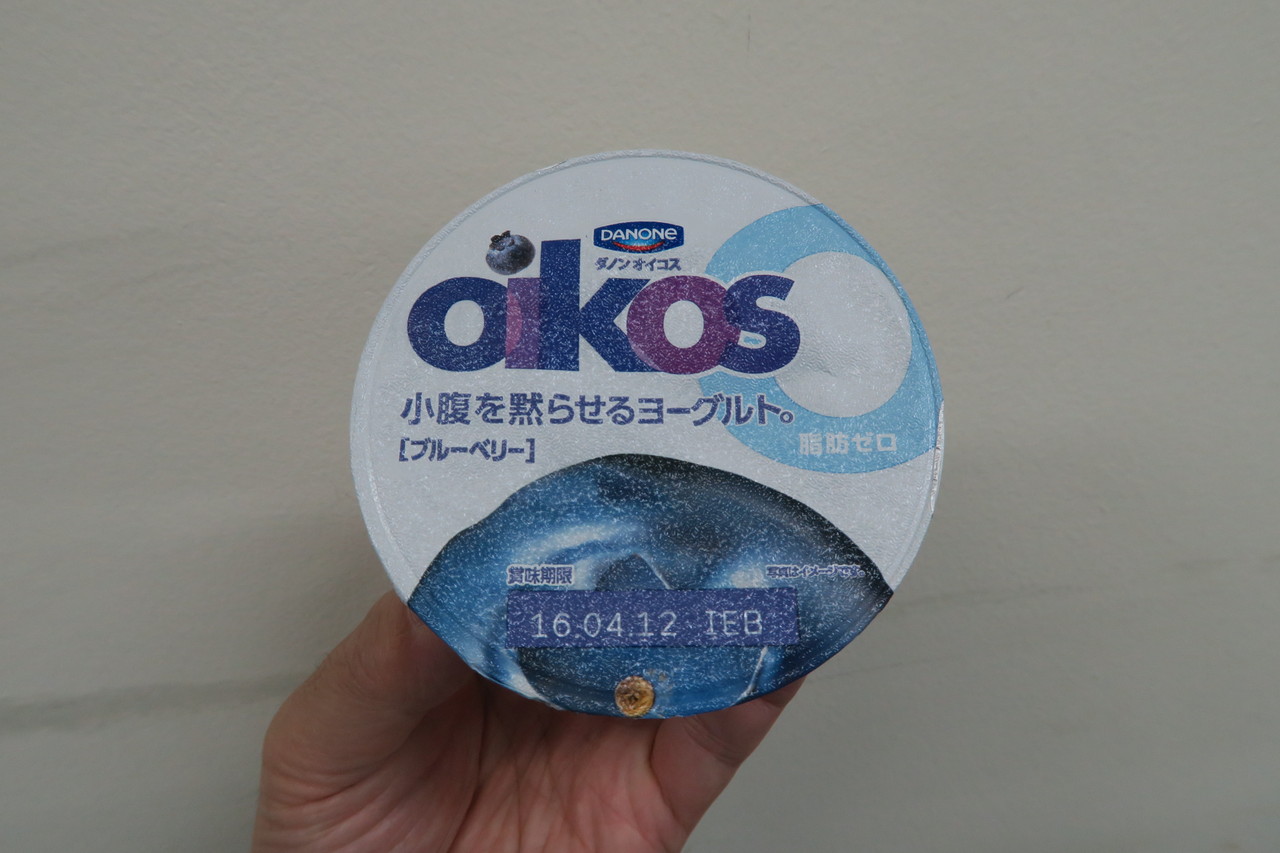 DANONE
ダノンオイコス
oikos
小腹を黙らせるヨーグルト。
[ブルーベリー]
脂肪ゼロ
賞味期限
写真はイメージです。
16.04.12 IEB